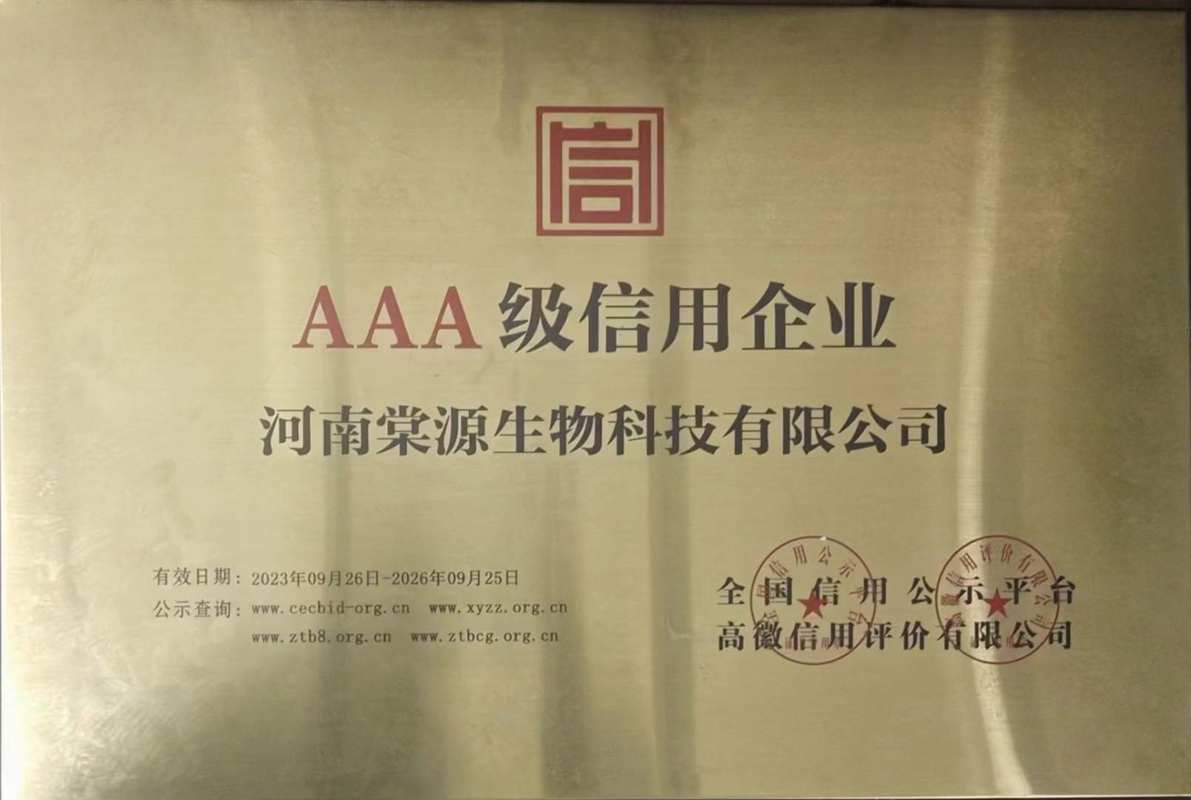 信
AAA级信用企业
河南棠源生物科技有限公司
有效日期：2023年09月26日-2026年09月25日
公示查询：www.cecbid-org.cn www.xyzz.org.cn
www.ztb8.org.cn www.ztbcg.org.cn
全国信用公示平台
高徽信用评价有限公司